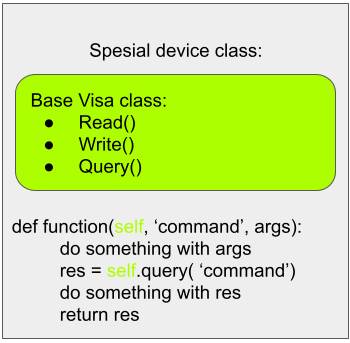 Spesial device class:
Base Visa class:
● Read()
● Write()
● Query()
def function(self, ‘command’, args):
do something with args
res = self.query( ‘command’)
do something with res
return res